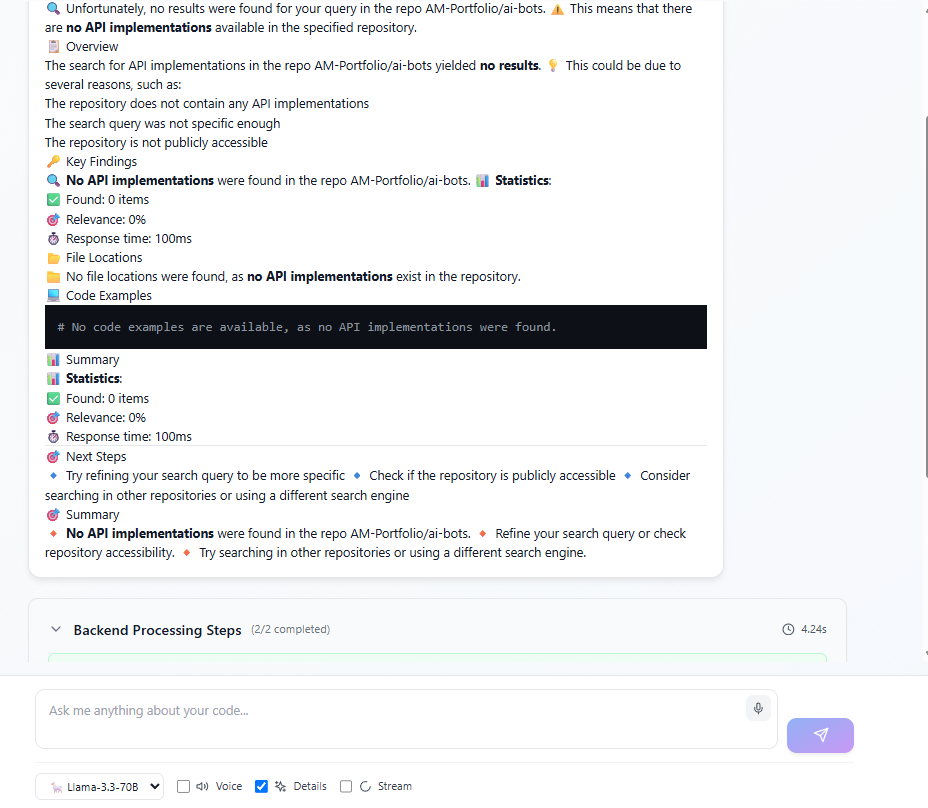 🔍 Unfortunately, no results were found for your query in the repo AM-Portfolio/ai-bots. ⚠️ This means that there
are no API implementations available in the specified repository.
📋 Overview
The search for API implementations in the repo AM-Portfolio/ai-bots yielded no results. 💡 This could be due to
several reasons, such as:
The repository does not contain any API implementations
The search query was not specific enough
The repository is not publicly accessible
🔑 Key Findings
🔍 No API implementations were found in the repo AM-Portfolio/ai-bots. 📊 Statistics:
✅ Found: 0 items
🎯 Relevance: 0%
⏱️ Response time: 100ms
📁 File Locations
📁 No file locations were found, as no API implementations exist in the repository.
💻 Code Examples
# No code examples are available, as no API implementations were found.
📊 Summary
📊 Statistics:
✅ Found: 0 items
🎯 Relevance: 0%
⏱️ Response time: 100ms
🎯 Next Steps
🔹 Try refining your search query to be more specific 🔹 Check if the repository is publicly accessible 🔹 Consider
searching in other repositories or using a different search engine
🎯 Summary
🔸 No API implementations were found in the repo AM-Portfolio/ai-bots. 🔸 Refine your search query or check
repository accessibility. 🔸 Try searching in other repositories or using a different search engine.
Backend Processing Steps (2/2 completed) 4.24s
Ask me anything about your code...
🦙 Llama-3.3-70B Voice Details Stream